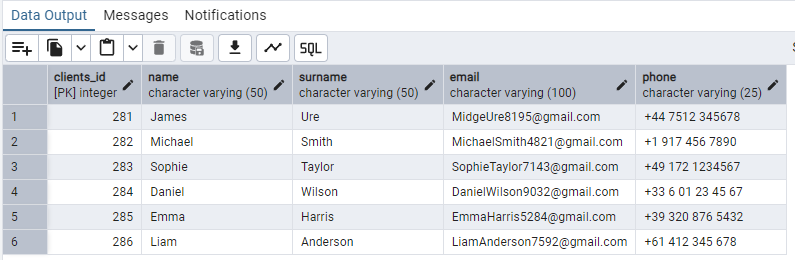 Data Output Messages Notifications
SQL
clients_id name surname email phone
[PK] integer character varying (50) character varying (50) character varying (100) character varying (25)
1 281 James Ure MidgeUre8195@gmail.com +44 7512 345678
2 282 Michael Smith MichaelSmith4821@gmail.com +1 917 456 7890
3 283 Sophie Taylor SophieTaylor7143@gmail.com +49 172 1234567
4 284 Daniel Wilson DanielWilson9032@gmail.com +33 6 01 23 45 67
5 285 Emma Harris EmmaHarris5284@gmail.com +39 320 876 5432
6 286 Liam Anderson LiamAnderson7592@gmail.com +61 412 345 678